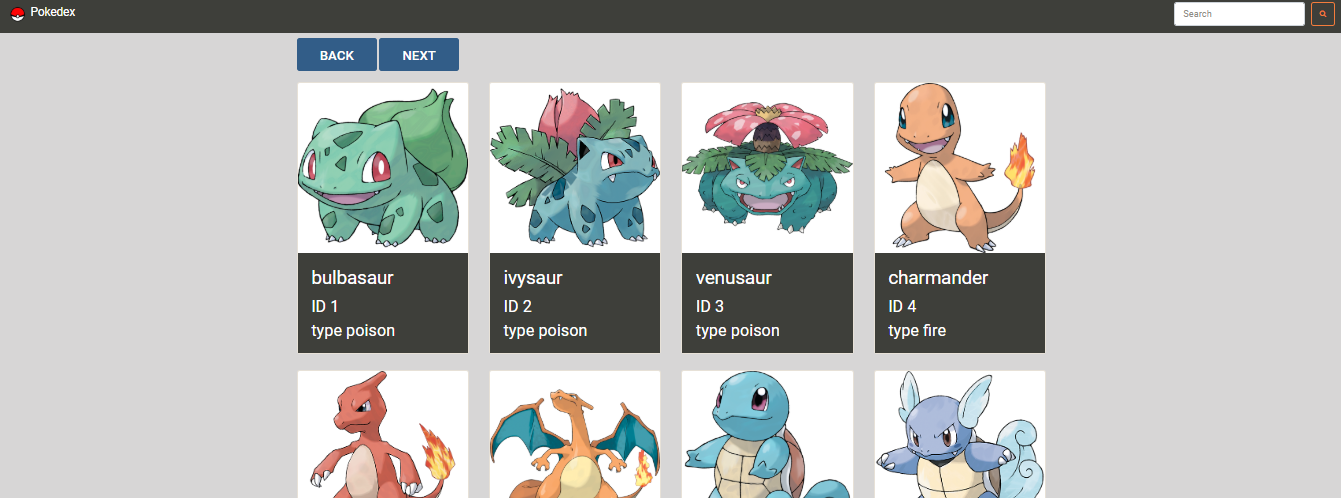 Pokedex
Search
BACK
NEXT
bulbasaur
ID 1
type poison
ivysaur
ID 2
type poison
venusaur
ID 3
type poison
charmander
ID 4
type fire